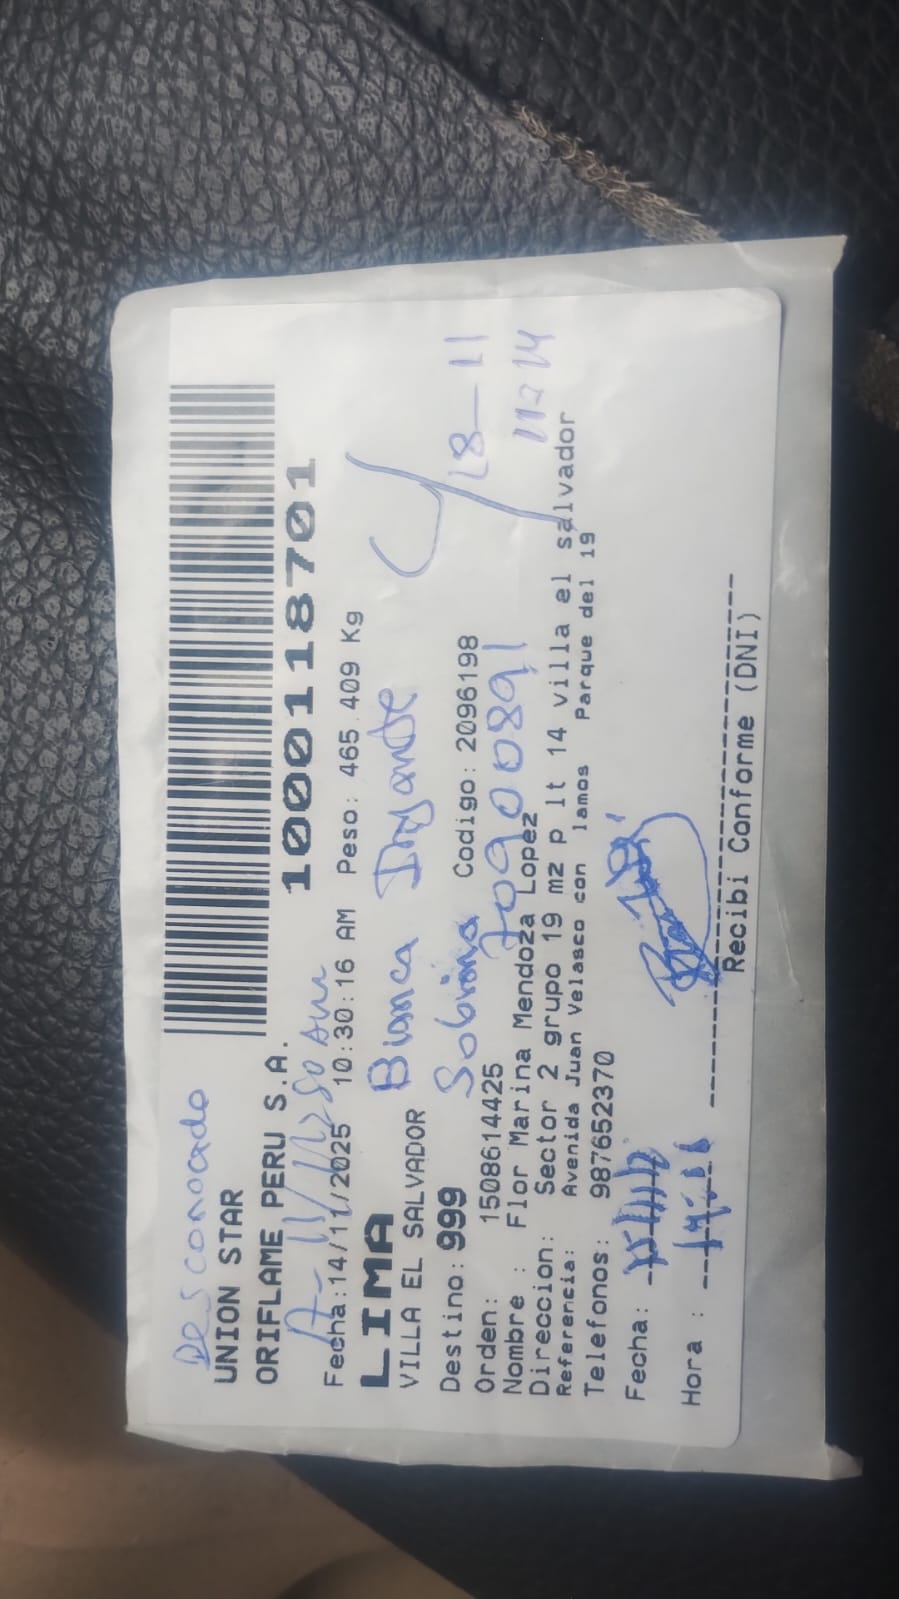 Desconocado
UNION STAR
ORIFLAME PERU S.A.
1000118701
Fecha:14/11/2025 10:30:16 AM Peso: 465.409 Kg
LIMA
Bianca
VILLA EL SALVADOR
18-11
Destino: 999 Sobrina Codigo: 2096198
Orden: 1508614425 70900891
Nombre : Flor Marina Mendoza Lopez
Direccion: Sector 2 grupo 19 mz p lt 14 villa el salvador
Referencia: Avenida Juan Velasco con lamos Parque del 19
Telefonos: 987652370
Fecha:
Hora :
Recibi Conforme (DNI)